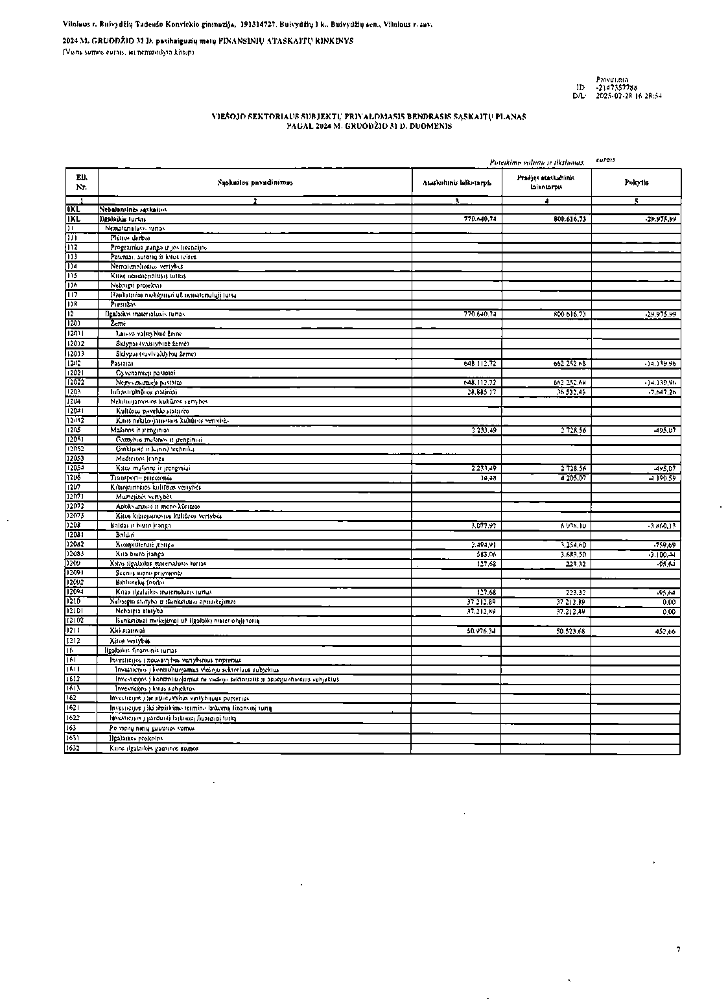 Vilniaus r. Buivydžių Tadeušo Konvickio gimnazija, 191314727, Buivydžių 1 k., Buivydžių sen., Vilniaus r. sav.
2024 M. GRUODŽIO 31 D. pasibaigusių metų FINANSINIŲ ATASKAITŲ RINKINYS
(Visos sumos eurais, jei nenurodyta kitaip)
Patvirtinta
ID -2147357788
D/L: 2025-02-28 16:28:54
VIEŠOJO SEKTORIAUS SUBJEKTŲ PRIVALOMASIS BENDRASIS SĄSKAITŲ PLANAS
PAGAL 2024 M. GRUODŽIO 31 D. DUOMENIS
Pateikimo valiuta ir tikslumas: eurais
Eil. Nr. Sąskaitos pavadinimas Ataskaitinis laikotarpis Praėjęs ataskaitinis laikotarpis Pokytis
1 2 3 4 5
0KL Nebalansinės sąskaitos
1KL Ilgalaikis turtas 770.640,74 800.616,73 -29.975,99
11 Nematerialusis turtas
111 Plėtros darbai
112 Programinė įranga ir jos licencijos
113 Patentai, autorių ir kitos teisės
114 Nematerialiosios vertybės
115 Kitas nematerialusis turtas
116 Nebaigti projektai
117 Išankstiniai mokėjimai už nematerialųjį turtą
118 Prestižas
12 Ilgalaikis materialusis turtas 770.640,74 800.616,73 -29.975,99
1201 Žemė
12011 Laisva valstybinė žemė
12012 Sklypai (valstybinė žemė)
12013 Sklypai (savivaldybių žemė)
1202 Pastatai 648.112,72 662.252,68 -14.139,96
12021 Gyvenamieji pastatai
12022 Negyvenamieji pastatai 648.112,72 662.252,68 -14.139,96
1203 Infrastruktūros statiniai 28.885,17 36.532,43 -7.647,26
1204 Nekilnojamosios kultūros vertybės
12041 Kultūros paveldo statiniai
12042 Kitos nekilnojamosios kultūros vertybės
1205 Mašinos ir įrenginiai 2.233,49 2.728,56 -495,07
12051 Gamybos mašinos ir įrenginiai
12052 Ginkluotė ir karinė technika
12053 Medicinos įranga
12054 Kitos mašinos ir įrenginiai 2.233,49 2.728,56 -495,07
1206 Transporto priemonės 14,48 4.205,07 -4.190,59
1207 Kilnojamosios kultūros vertybės
12071 Muziejinės vertybės
12072 Antikvariniai ir meno kūriniai
12073 Kitos kilnojamosios kultūros vertybės
1208 Baldai ir biuro įranga 3.077,97 6.938,10 -3.860,13
12081 Baldai
12082 Kompiuterinė įranga 2.494,91 3.254,60 -759,69
12083 Kita biuro įranga 583,06 3.683,50 -3.100,44
1209 Kitas ilgalaikis materialusis turtas 127,68 223,32 -95,64
12091 Scenos meno priemonės
12092 Bibliotekų fondai
12094 Kitas ilgalaikis materialusis turtas 127,68 223,32 -95,64
1210 Nebaigta statyba ir išankstiniai apmokėjimai 37.212,89 37.212,89 0,00
12101 Nebaigta statyba 37.212,89 37.212,89 0,00
12102 Išankstiniai mokėjimai už ilgalaikį materialųjį turtą
1211 Kiti statiniai 50.976,34 50.523,68 452,66
1212 Kitos vertybės
16 Ilgalaikis finansinis turtas
161 Investicijos į nuosavybės vertybinius popierius
1611 Investicijos į kontroliuojamus viešojo sektoriaus subjektus
1612 Investicijos į kontroliuojamus ne viešojo sektoriaus ir asocijuotuosius subjektus
1613 Investicijos į kitus subjektus
162 Investicijos į ne nuosavybės vertybinius popierius
1621 Investicijos į iki išpirkimo termino laikomą finansinį turtą
1622 Investicijos į parduoti laikomą finansinį turtą
163 Po vienų metų gautinos sumos
1631 Ilgalaikės paskolos
1632 Kitos ilgalaikės gautinos sumos
7